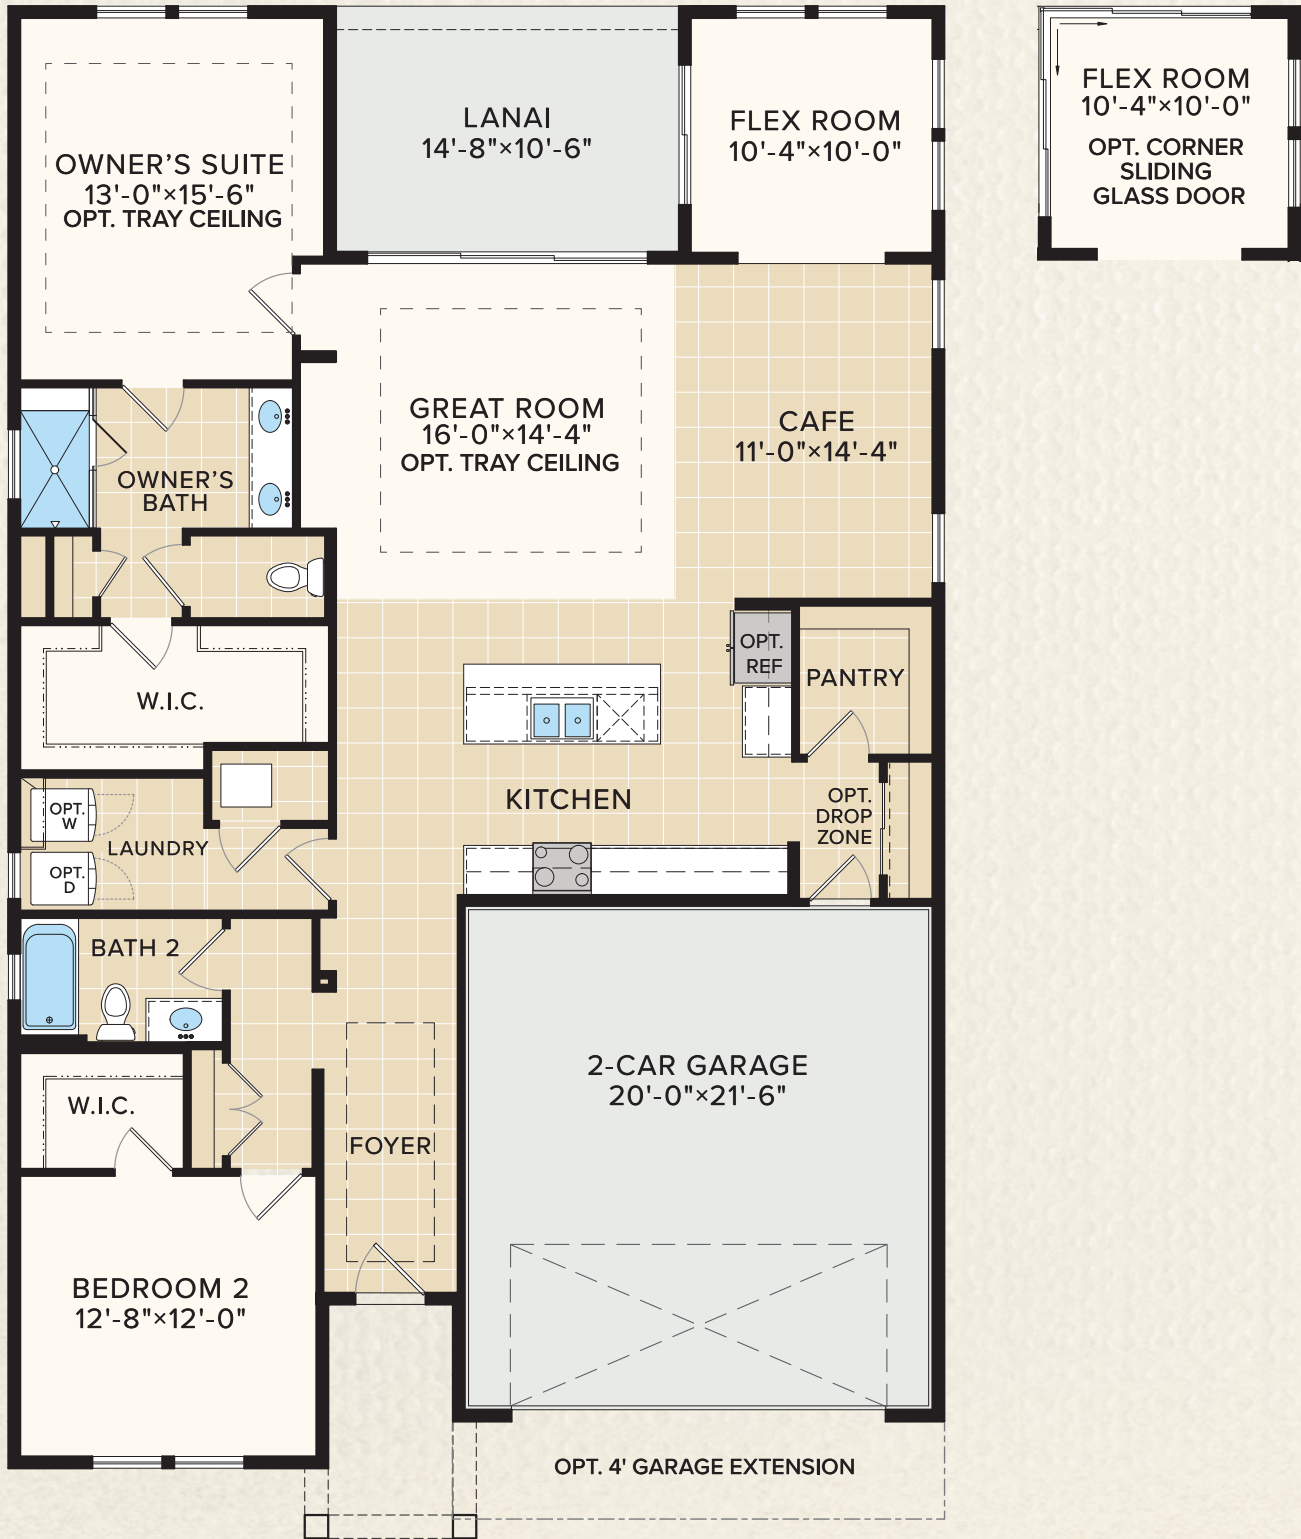 OWNER'S SUITE
13'-0"×15'-6"
OPT. TRAY CEILING
LANAI
14'-8"×10'-6"
FLEX ROOM
10'-4"×10'-0"
FLEX ROOM
10'-4"×10'-0"
OPT. CORNER
SLIDING
GLASS DOOR
GREAT ROOM
16'-0"×14'-4"
OPT. TRAY CEILING
CAFE
11'-0"×14'-4"
OWNER'S
BATH
W.I.C.
OPT.
REF
PANTRY
KITCHEN
OPT.
DROP
ZONE
OPT.
W
LAUNDRY
OPT.
D
BATH 2
W.I.C.
FOYER
2-CAR GARAGE
20'-0"×21'-6"
BEDROOM 2
12'-8"×12'-0"
OPT. 4' GARAGE EXTENSION